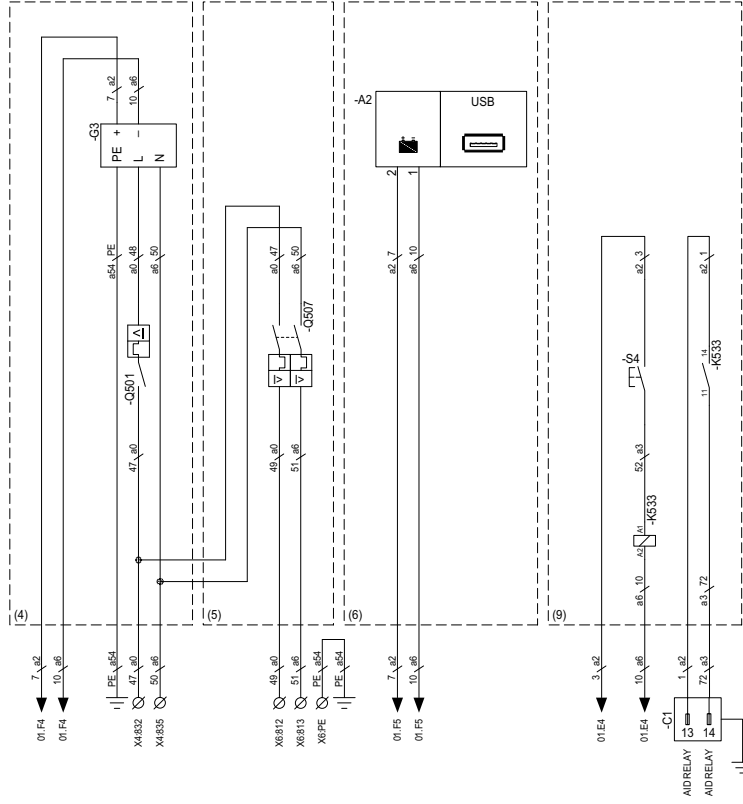 a2
7
a6
10
-G3
+
–
PE
L
N
PE
a54
48
a0
50
a6
-Q501
a0
47
(4)
a2
7
a6
10
a54
PE
a0
47
a6
50
01.F4
01.F4
X4:832
X4:835
47
a0
50
a6
-Q507
I>
I>
a0
49
a6
51
(5)
a0
49
a6
51
a54
PE
a54
PE
X6:812
X6:813
X6:PE
-A2
USB
2
1
7
a2
10
a6
(6)
a2
7
a6
10
01.F5
01.F5
3
a2
1
a2
-S4
14
11
-K533
a3
52
A1
A2
-K533
10
a6
72
a3
(9)
a2
3
a6
10
a2
1
a3
72
01.E4
01.E4
-C1
13
14
AIDRELAY
AIDRELAY